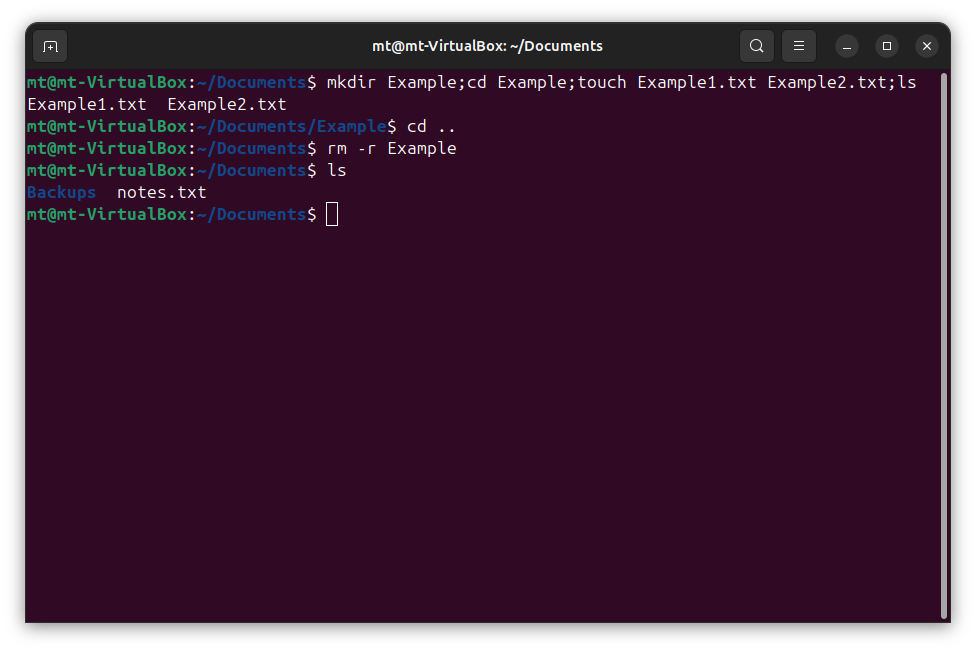 mt@mt-VirtualBox: ~/Documents
mt@mt-VirtualBox:~/Documents$ mkdir Example;cd Example;touch Example1.txt Example2.txt;ls
Example1.txt  Example2.txt
mt@mt-VirtualBox:~/Documents/Example$ cd ..
mt@mt-VirtualBox:~/Documents$ rm -r Example
mt@mt-VirtualBox:~/Documents$ ls
Backups  notes.txt
mt@mt-VirtualBox:~/Documents$